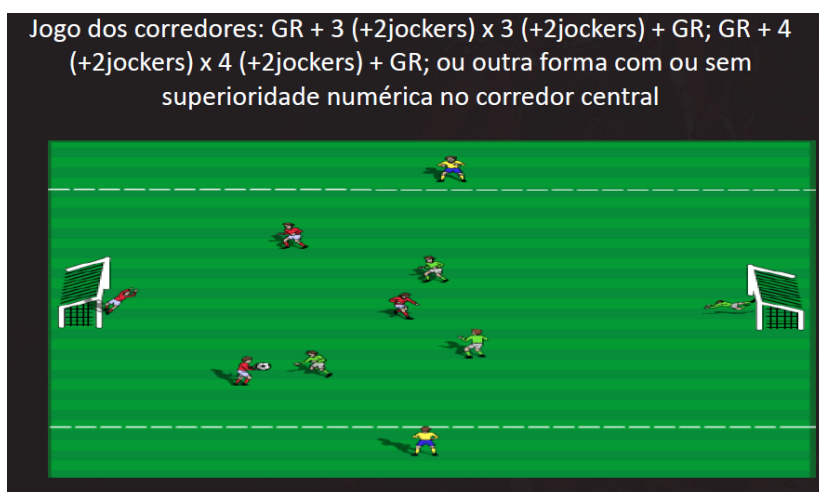 Jogo dos corredores: GR + 3 (+2jockers) x 3 (+2jockers) + GR; GR + 4
(+2jockers) x 4 (+2jockers) + GR; ou outra forma com ou sem
superioridade numérica no corredor central